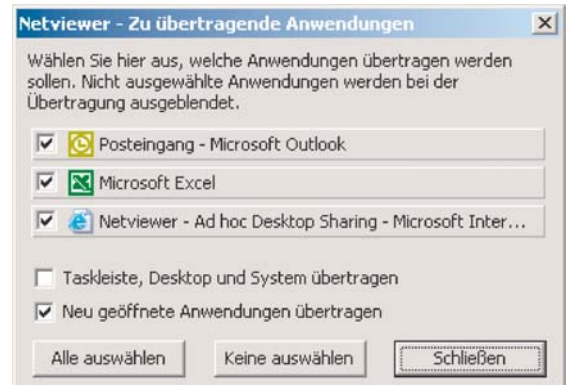 Netviewer - Zu übertragende Anwendungen
Wählen Sie hier aus, welche Anwendungen übertragen werden
sollen. Nicht ausgewählte Anwendungen werden bei der
Übertragung ausgeblendet.
Posteingang - Microsoft Outlook
Microsoft Excel
Netviewer - Ad hoc Desktop Sharing - Microsoft Inter...
Taskleiste, Desktop und System übertragen
Neu geöffnete Anwendungen übertragen
Alle auswählen
Keine auswählen
Schließen